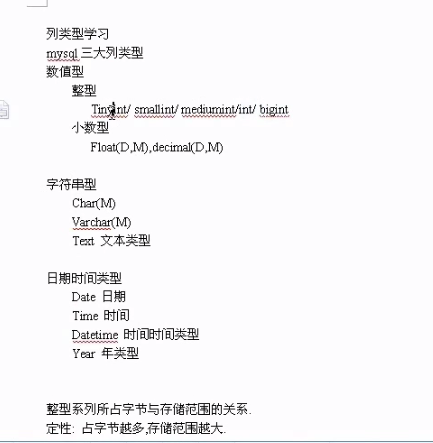 列类型学习
mysql 三大列类型
数值型
整型
Tinyint/ smallint/ mediumint/int/ bigint
小数型
Float(D,M),decimal(D,M)
字符串型
Char(M)
Varchar(M)
Text 文本类型
日期时间类型
Date 日期
Time 时间
Datetime 时间时间类型
Year 年类型
整型系列所占字节与存储范围的关系.
定性: 占字节越多,存储范围越大.